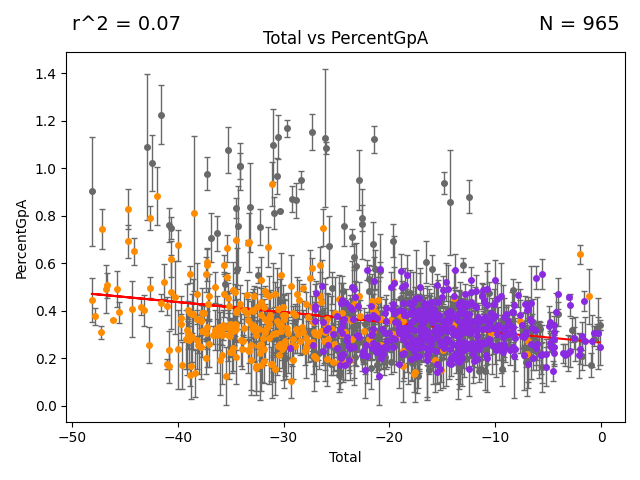 r^2 = 0.07
N = 965
Total vs PercentGpA
PercentGpA
1.4
1.2
1.0
0.8
0.6
0.4
0.2
0.0
−50
−40
−30
−20
−10
0
Total